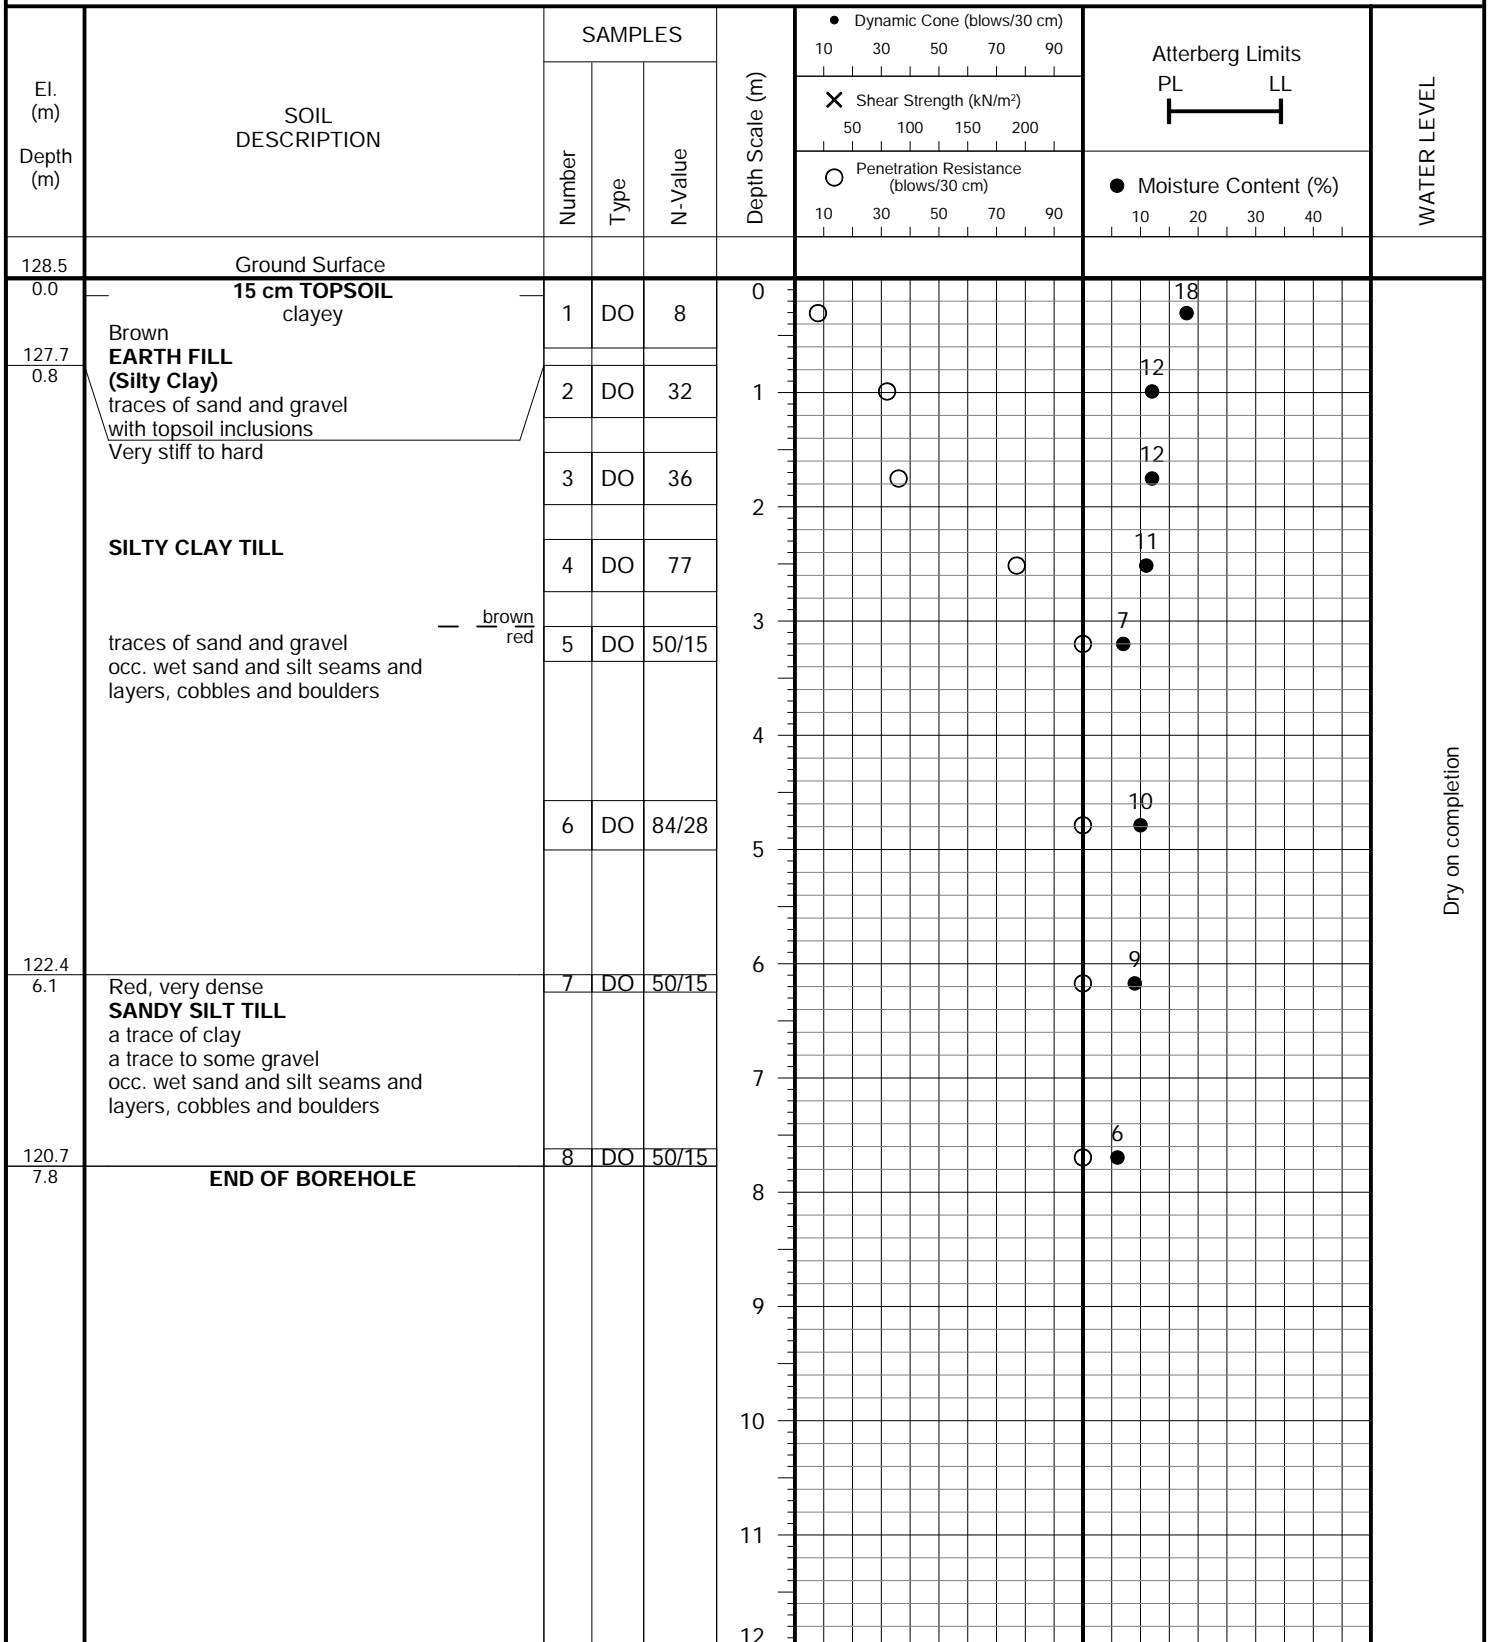 El.
(m)
Depth
(m)
SOIL
DESCRIPTION
SAMPLES
Number
Type
N-Value
Depth Scale (m)
Dynamic Cone (blows/30 cm)
10 30 50 70 90
Shear Strength (kN/m²)
50 100 150 200
Penetration Resistance
(blows/30 cm)
10 30 50 70 90
Atterberg Limits
PL LL
Moisture Content (%)
10 20 30 40
WATER LEVEL
128.5 Ground Surface
0.0 15 cm TOPSOIL
clayey
Brown
127.7 EARTH FILL
0.8 (Silty Clay)
traces of sand and gravel
with topsoil inclusions
Very stiff to hard
SILTY CLAY TILL
brown
red
traces of sand and gravel
occ. wet sand and silt seams and
layers, cobbles and boulders
122.4
6.1 Red, very dense
SANDY SILT TILL
a trace of clay
a trace to some gravel
occ. wet sand and silt seams and
layers, cobbles and boulders
120.7
7.8 END OF BOREHOLE
1 DO 8
2 DO 32
3 DO 36
4 DO 77
5 DO 50/15
6 DO 84/28
7 DO 50/15
8 DO 50/15
0
1
2
3
4
5
6
7
8
9
10
11
12
18
12
12
11
7
10
9
6
Dry on completion